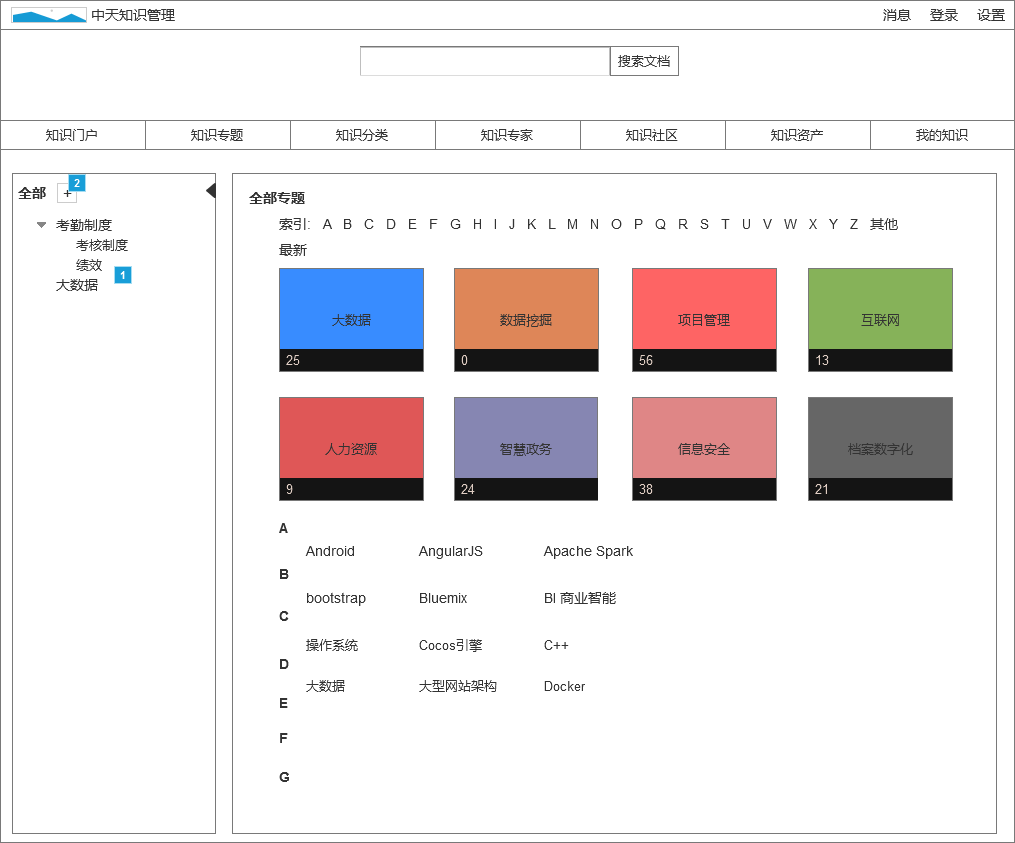 中天知识管理 消息 登录 设置
搜索文档
知识门户 知识专题 知识分类 知识专家 知识社区 知识资产 我的知识
全部 + 2
考勤制度
考核制度
绩效
1
大数据
全部专题
索引: A B C D E F G H I J K L M N O P Q R S T U V W X Y Z 其他
最新
大数据 数据挖掘 项目管理 互联网
25 0 56 13
人力资源 智慧政务 信息安全 档案数字化
9 24 38 21
A
Android AngularJS Apache Spark
B
bootstrap Bluemix BI 商业智能
C
操作系统 Cocos引擎 C++
D
大数据 大型网站架构 Docker
E
F
G